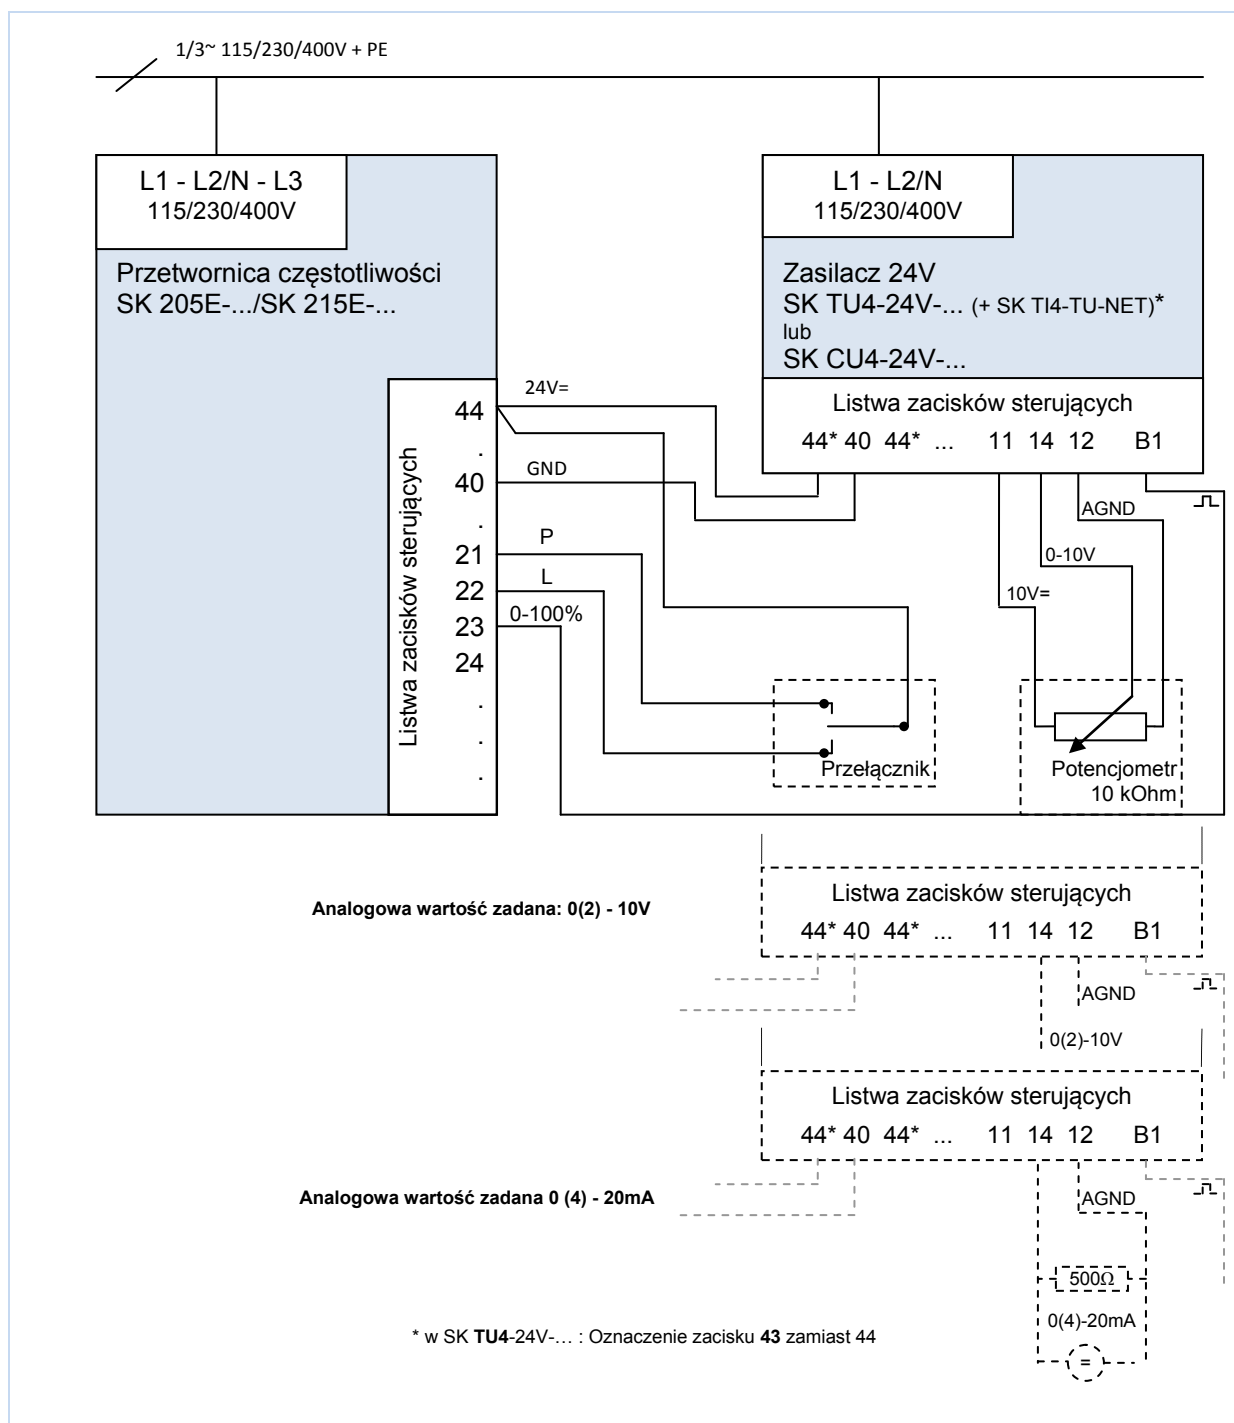 1/3~ 115/230/400V + PE
L1 - L2/N - L3
115/230/400V
Przetwornica częstotliwości
SK 205E-.../SK 215E-...
L1 - L2/N
115/230/400V
Zasilacz 24V
SK TU4-24V-... (+ SK TI4-TU-NET)*
lub
SK CU4-24V-...
Listwa zacisków sterujących
44* 40 44* ... 11 14 12 B1
Listwa zacisków sterujących
44
.
40
.
21
22
23
24
.
.
.
24V=
GND
P
L
0-100%
AGND
0-10V
10V=
Przełącznik
Potencjometr
10 kOhm
Analogowa wartość zadana: 0(2) - 10V
Listwa zacisków sterujących
44* 40 44* ... 11 14 12 B1
AGND
0(2)-10V
Listwa zacisków sterujących
44* 40 44* ... 11 14 12 B1
Analogowa wartość zadana 0 (4) - 20mA
AGND
500Ω
0(4)-20mA
=
* w SK TU4-24V-... : Oznaczenie zacisku 43 zamiast 44